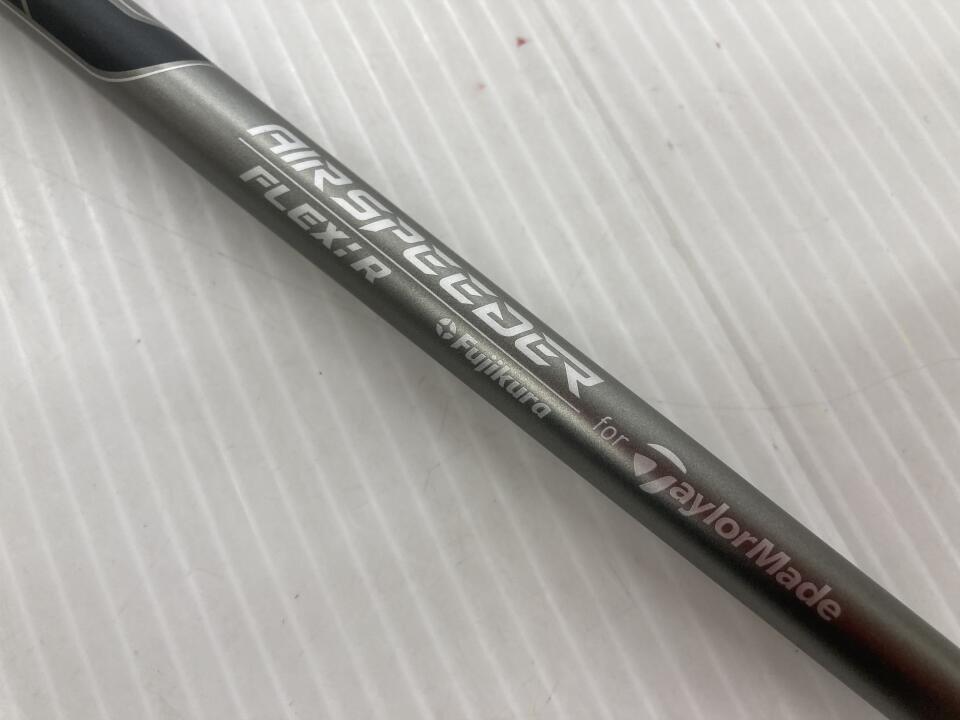 AIR SPEEDER
FLEX:R
Fujikura
for TaylorMade